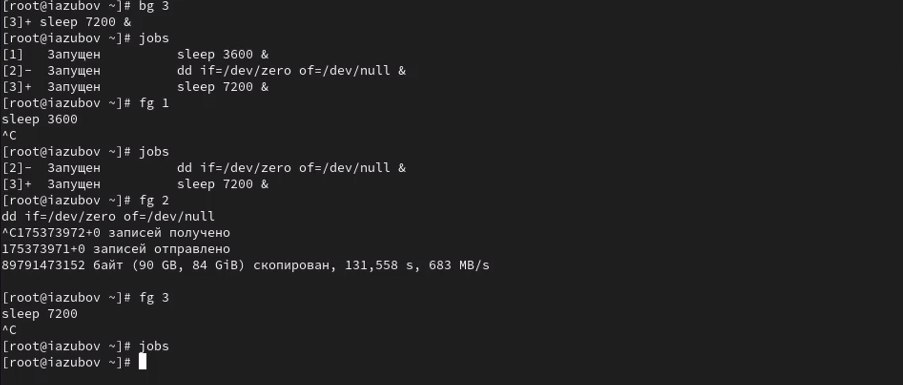 [root@iazubov ~]# bg 3
[3]+ sleep 7200 &
[root@iazubov ~]# jobs
[1]   Запущен          sleep 3600 &
[2]-  Запущен          dd if=/dev/zero of=/dev/null &
[3]+  Запущен          sleep 7200 &
[root@iazubov ~]# fg 1
sleep 3600
^C
[root@iazubov ~]# jobs
[2]-  Запущен          dd if=/dev/zero of=/dev/null &
[3]+  Запущен          sleep 7200 &
[root@iazubov ~]# fg 2
dd if=/dev/zero of=/dev/null
^C175373972+0 записей получено
175373971+0 записей отправлено
89791473152 байт (90 GB, 84 GiB) скопирован, 131,558 s, 683 MB/s
[root@iazubov ~]# fg 3
sleep 7200
^C
[root@iazubov ~]# jobs
[root@iazubov ~]#